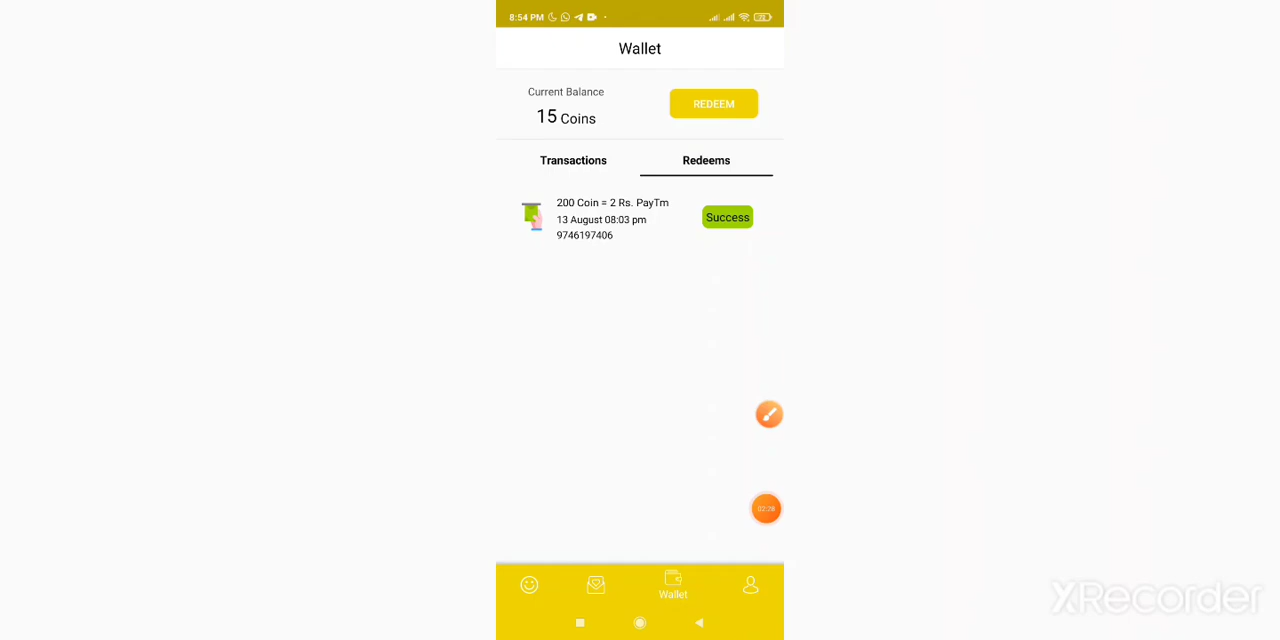 8:54 PM
Wallet
Current Balance
15 Coins
REDEEM
Transactions
Redeems
200 Coin = 2 Rs. PayTm
13 August 08:03 pm
9746197406
Success
Wallet
XRecorder